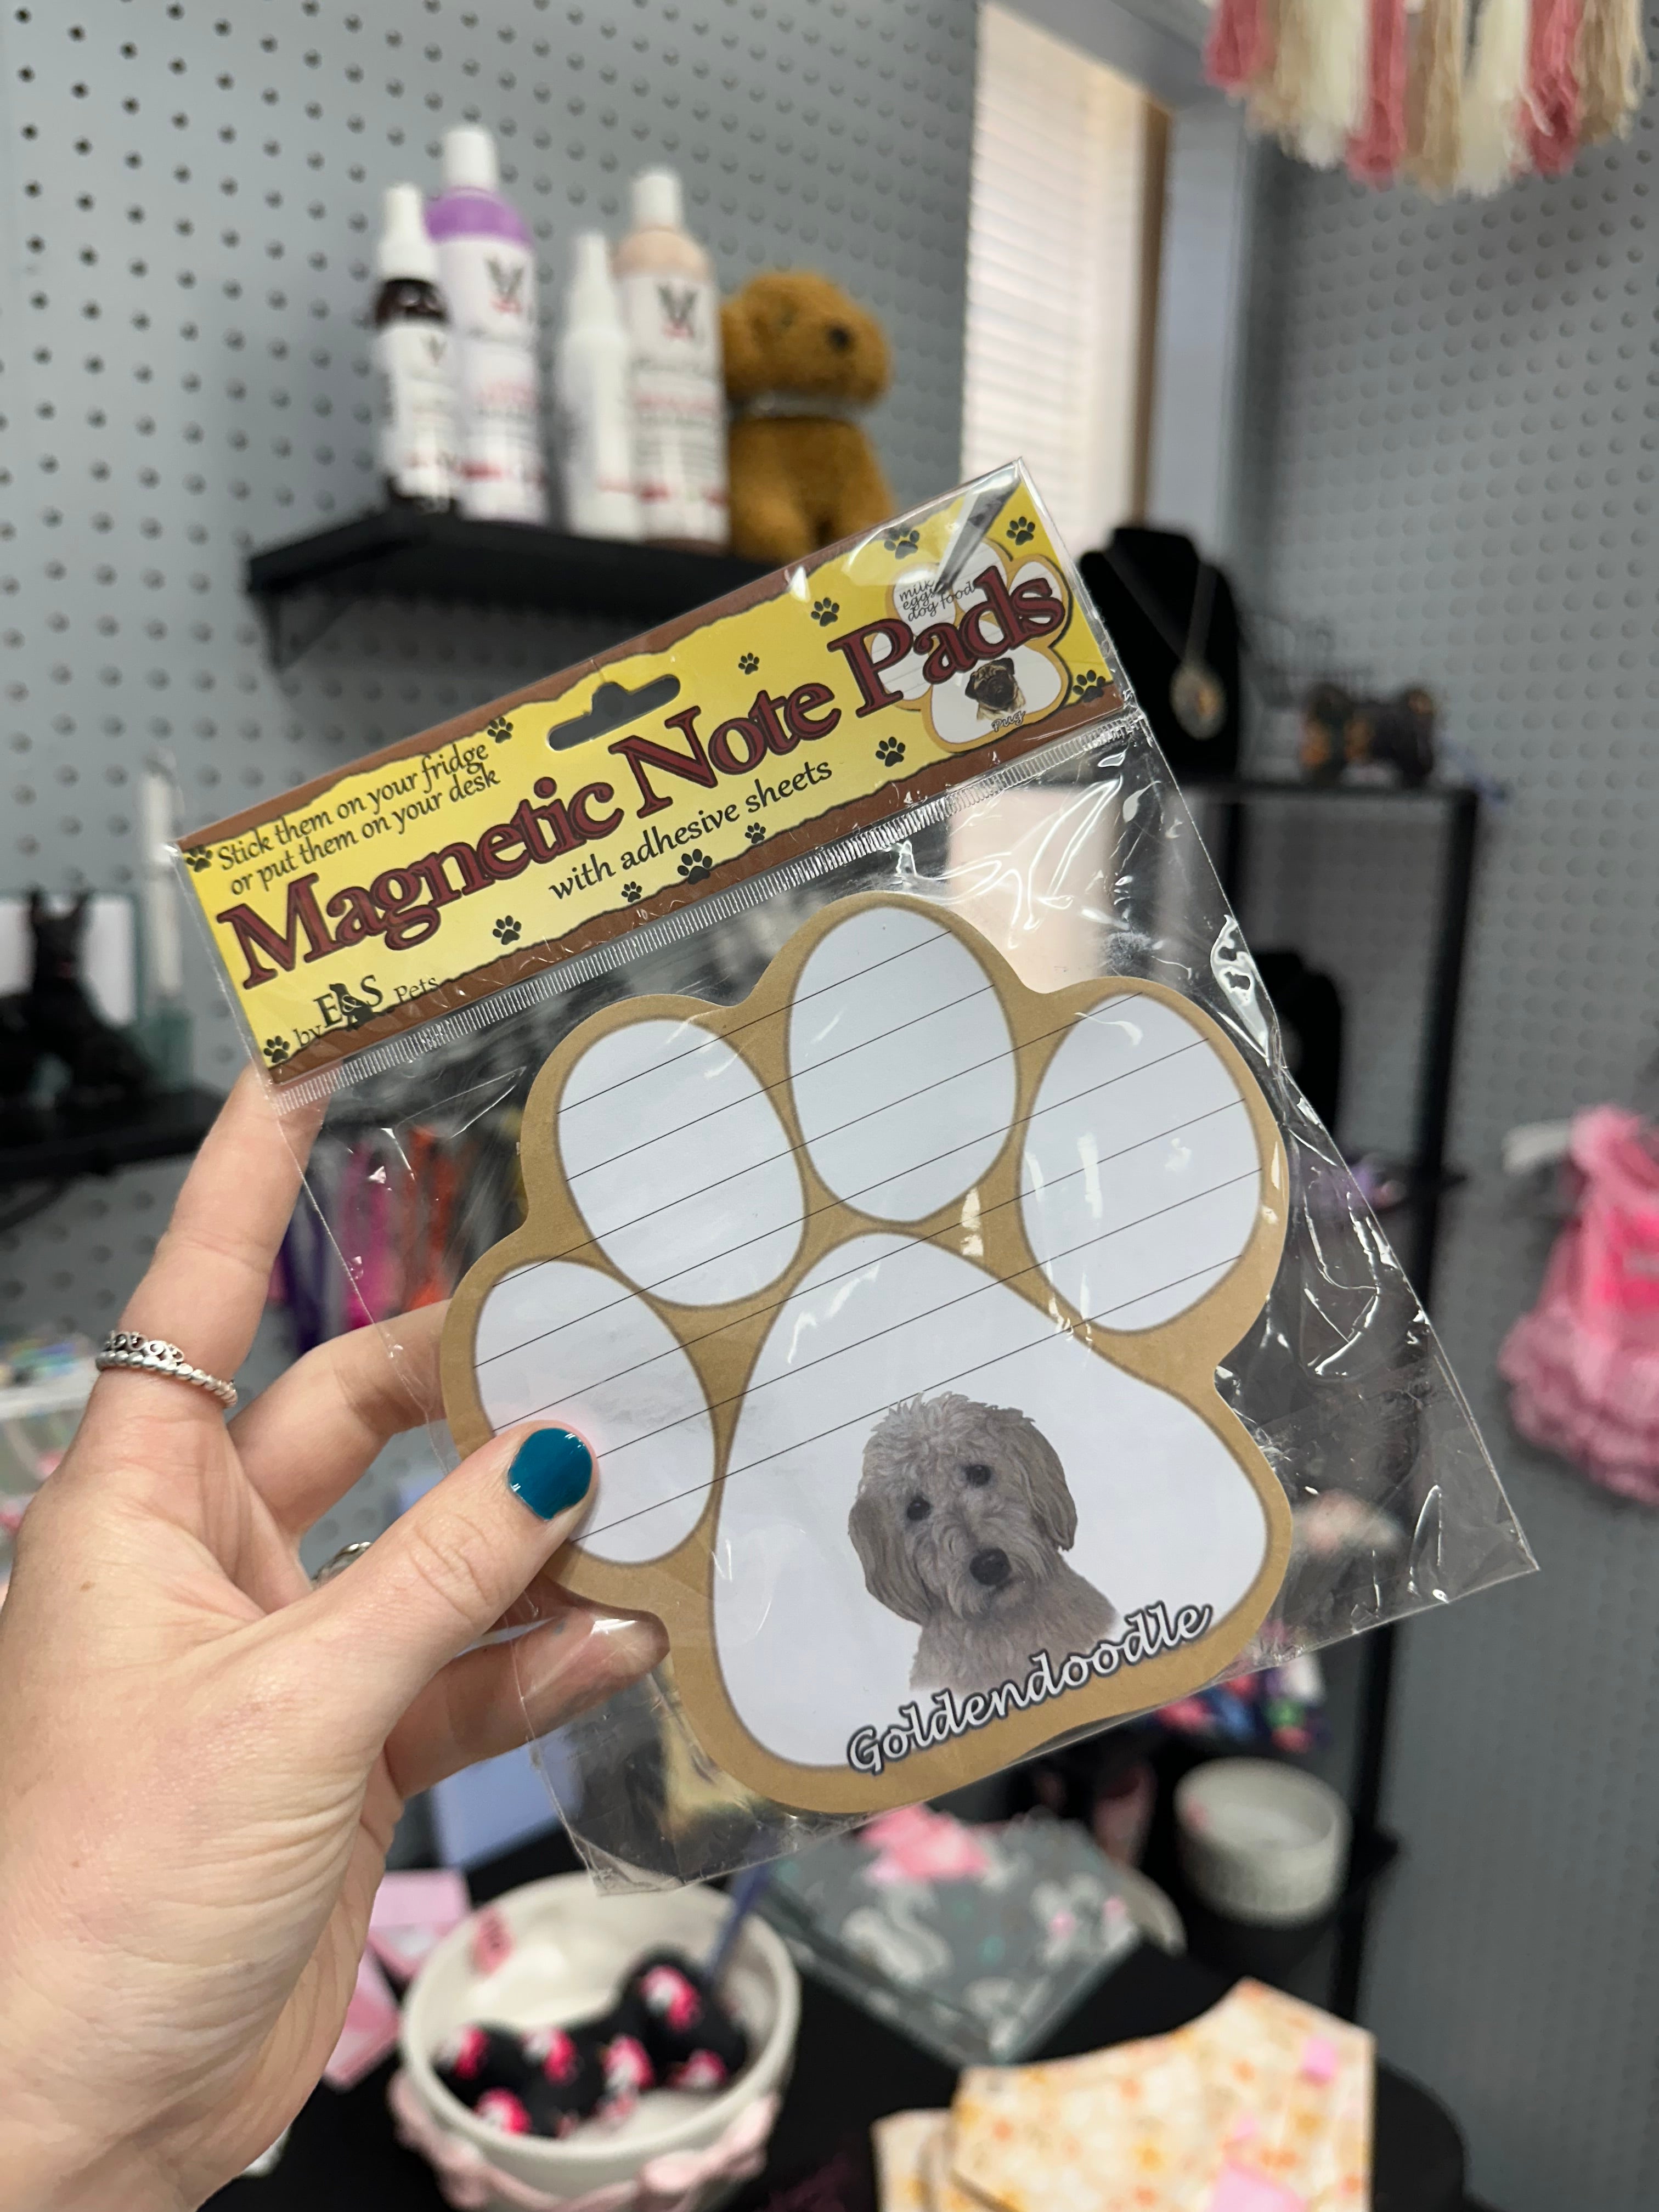 Stick them on your fridge
or put them on your desk
Magnetic Note Pads
with adhesive sheets
by E&S Pets
milk
eggs
dog food
Pug
Goldendoodle